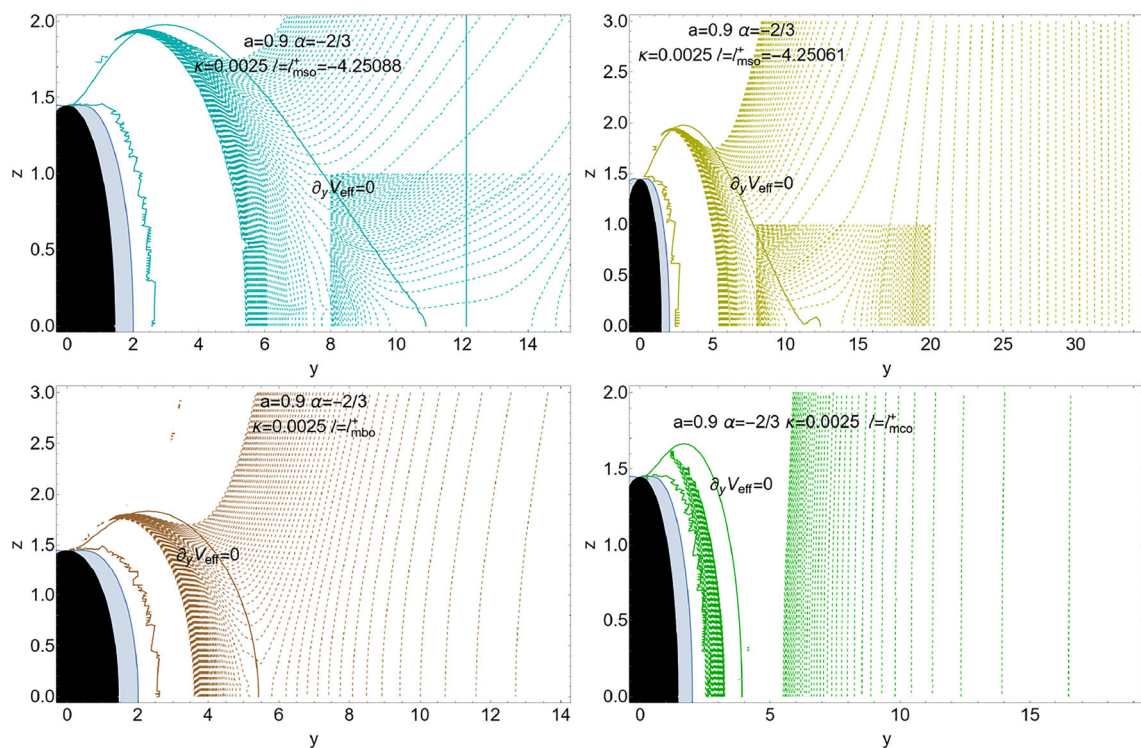 a=0.9 α=−2/3
κ=0.0025 l=l⁺mso=−4.25088
∂yVeff=0
z
2.0
1.5
1.0
0.5
0.0
0 2 4 6 8 10 12 14
y
a=0.9 α=−2/3
κ=0.0025 l=l⁺mso=−4.25061
∂yVeff=0
z
3.0
2.5
2.0
1.5
1.0
0.5
0.0
0 5 10 15 20 25 30
y
a=0.9 α=−2/3
κ=0.0025 l=l⁺mbo
∂yVeff=0
z
3.0
2.5
2.0
1.5
1.0
0.5
0.0
0 2 4 6 8 10 12 14
y
a=0.9 α=−2/3 κ=0.0025 l=l⁺mco
∂yVeff=0
z
2.0
1.5
1.0
0.5
0.0
0 5 10 15
y